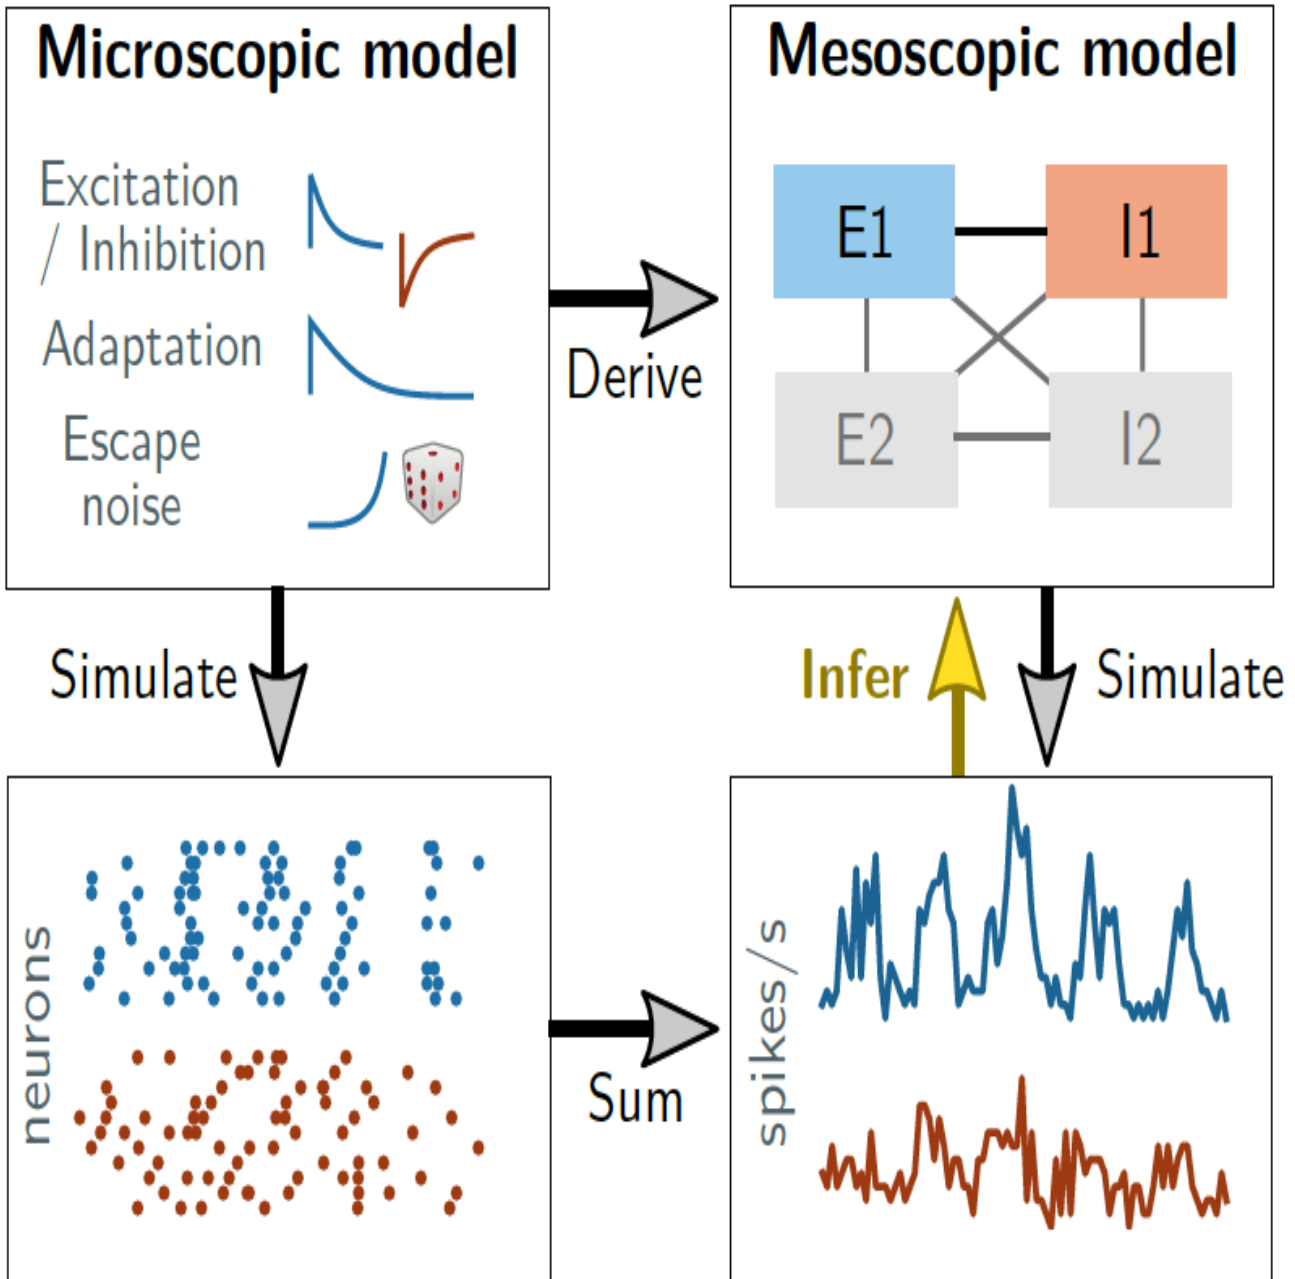 Microscopic model
Excitation
/ Inhibition
Adaptation
Escape
noise
Derive
Mesoscopic model
E1
I1
E2
I2
Simulate
Infer
Simulate
neurons
Sum
spikes/s